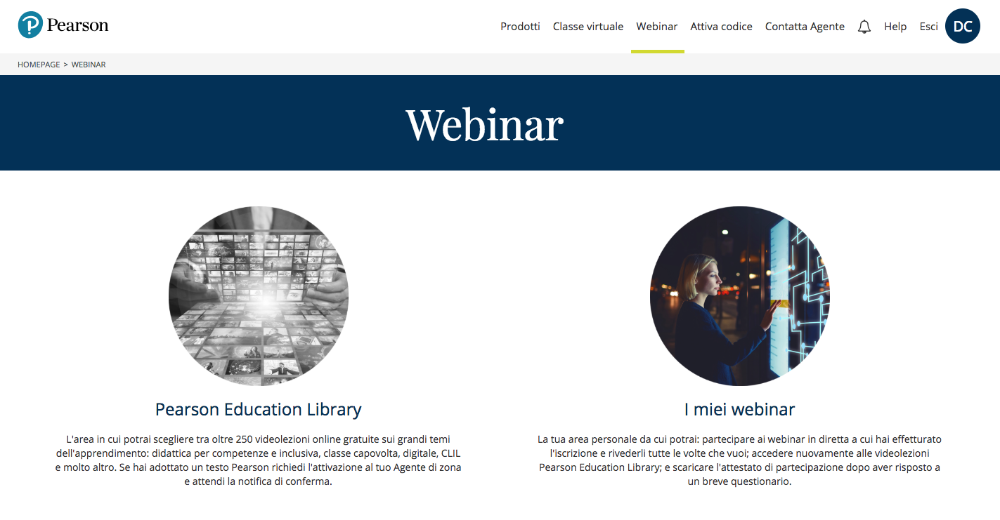 Pearson
Prodotti Classe virtuale Webinar Attiva codice Contatta Agente Help Esci DC
HOMEPAGE > WEBINAR
Webinar
Pearson Education Library
L'area in cui potrai scegliere tra oltre 250 videolezioni online gratuite sui grandi temi
dell'apprendimento: didattica per competenze e inclusiva, classe capovolta, digitale, CLIL
e molto altro. Se hai adottato un testo Pearson richiedi l'attivazione al tuo Agente di zona
e attendi la notifica di conferma.
I miei webinar
La tua area personale da cui potrai: partecipare ai webinar in diretta a cui hai effetturato
l'iscrizione e rivederli tutte le volte che vuoi; accedere nuovamente alle videolezioni
Pearson Education Library; e scaricare l'attestato di partecipazione dopo aver risposto a
un breve questionario.